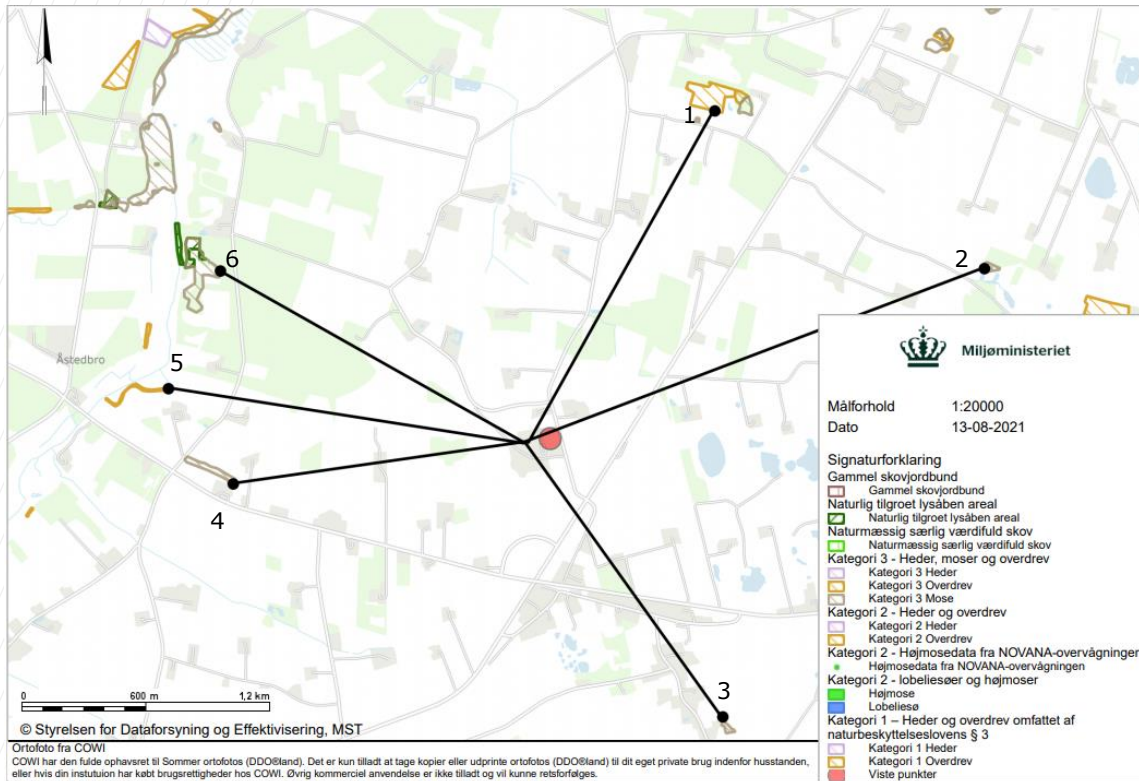 1
2
6
Åstedbro
5
4
3
Miljøministeriet
Målforhold 1:20000
Dato 13-08-2021
Signaturforklaring
Gammel skovjordbund
Gammel skovjordbund
Naturlig tilgroet lysåben areal
Naturlig tilgroet lysåben areal
Naturmæssig særlig værdifuld skov
Naturmæssig særlig værdifuld skov
Kategori 3 - Heder, moser og overdrev
Kategori 3 Heder
Kategori 3 Overdrev
Kategori 3 Mose
Kategori 2 - Heder og overdrev
Kategori 2 Heder
Kategori 2 Overdrev
Kategori 2 - Højmosedata fra NOVANA-overvågningen
Højmosedata fra NOVANA-overvågningen
Kategori 2 - lobeliesøer og højmoser
Højmose
Lobeliesø
Kategori 1 – Heder og overdrev omfattet af
naturbeskyttelseslovens § 3
Kategori 1 Heder
Kategori 1 Overdrev
Viste punkter
0 600 m 1,2 km
© Styrelsen for Dataforsyning og Effektivisering, MST
Ortofoto fra COWI
COWI har den fulde ophavsret til Sommer ortofotos (DDO®land). Det er kun tilladt at tage kopier eller udprinte ortofotos (DDO®land) til dit eget private brug indenfor husstanden,
eller hvis din instutuion har købt brugsrettigheder hos COWI. Øvrig kommerciel anvendelse er ikke tilladt og vil kunne retsforfølges.